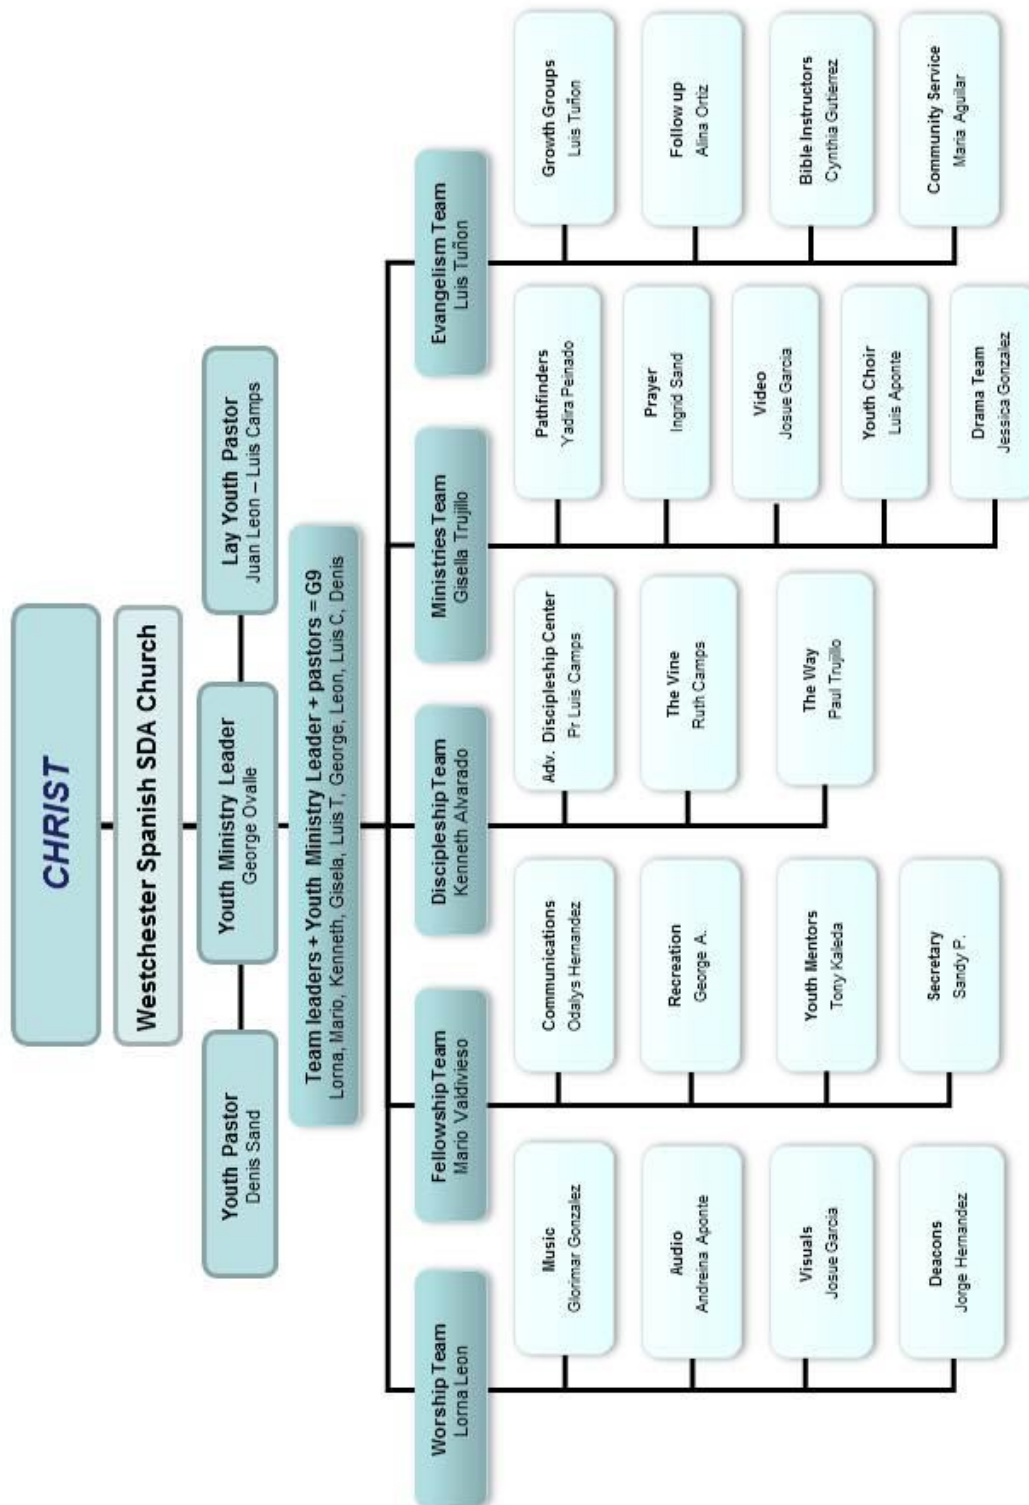 CHRIST
Westchester Spanish SDA Church
Youth Pastor
Denis Sand
Youth Ministry Leader
George Ovalle
Lay Youth Pastor
Juan Leon – Luis Camps
Team leaders + Youth Ministry Leader + pastors = G9
Lorna, Mario, Kenneth, Gisela, Luis T, George, Leon, Luis C, Denis
Worship Team
Lorna Leon
Music
Glorimar Gonzalez
Audio
Andreina Aponte
Visuals
Josue Garcia
Deacons
Jorge Hernandez
Fellowship Team
Mario Valdivieso
Communications
Odalys Hernandez
Recreation
George A.
Youth Mentors
Tony Kaleda
Secretary
Sandy P.
Discipleship Team
Kenneth Alvarado
Adv. Discipleship Center
Pr Luis Camps
The Vine
Ruth Camps
The Way
Paul Trujillo
Ministries Team
Gisella Trujillo
Pathfinders
Yadira Peinado
Prayer
Ingrid Sand
Video
Josue Garcia
Youth Choir
Luis Aponte
Drama Team
Jessica Gonzalez
Evangelism Team
Luis Tuñon
Growth Groups
Luis Tuñon
Follow up
Alina Ortiz
Bible Instructors
Cynthia Gutierrez
Community Service
Maria Aguilar